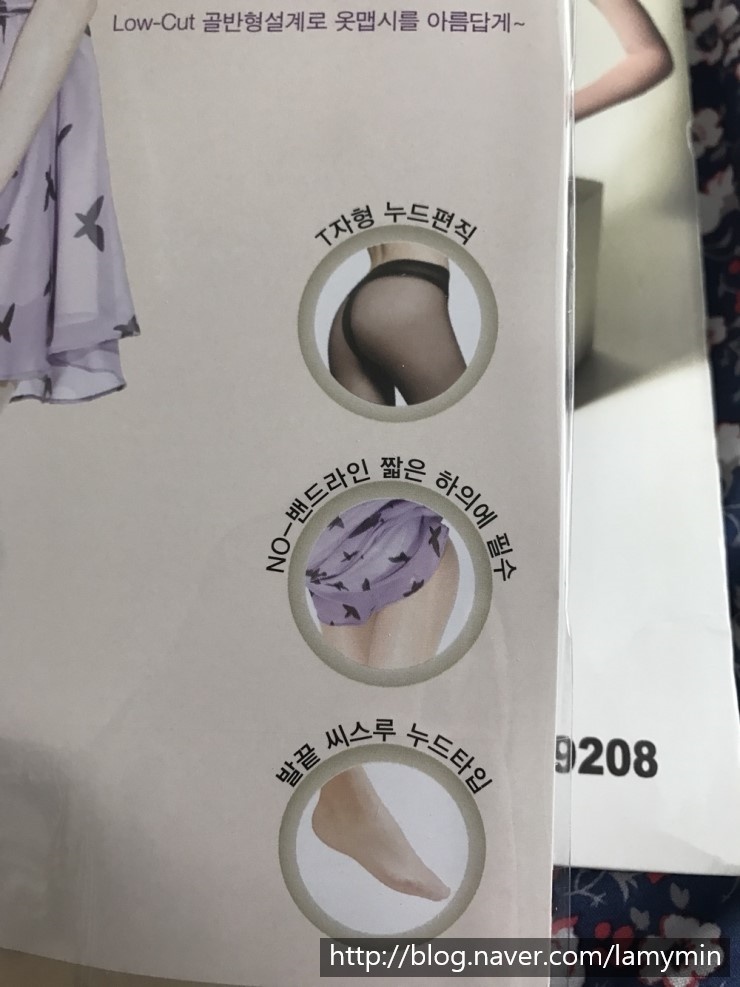 Low-Cut 골반형설계로 옷맵시를 아름답게~
T자형 누드편직
NO-밴드라인 짧은 하의에 필수
발끝 씨스루 누드타입
9208
http://blog.naver.com/lamymin